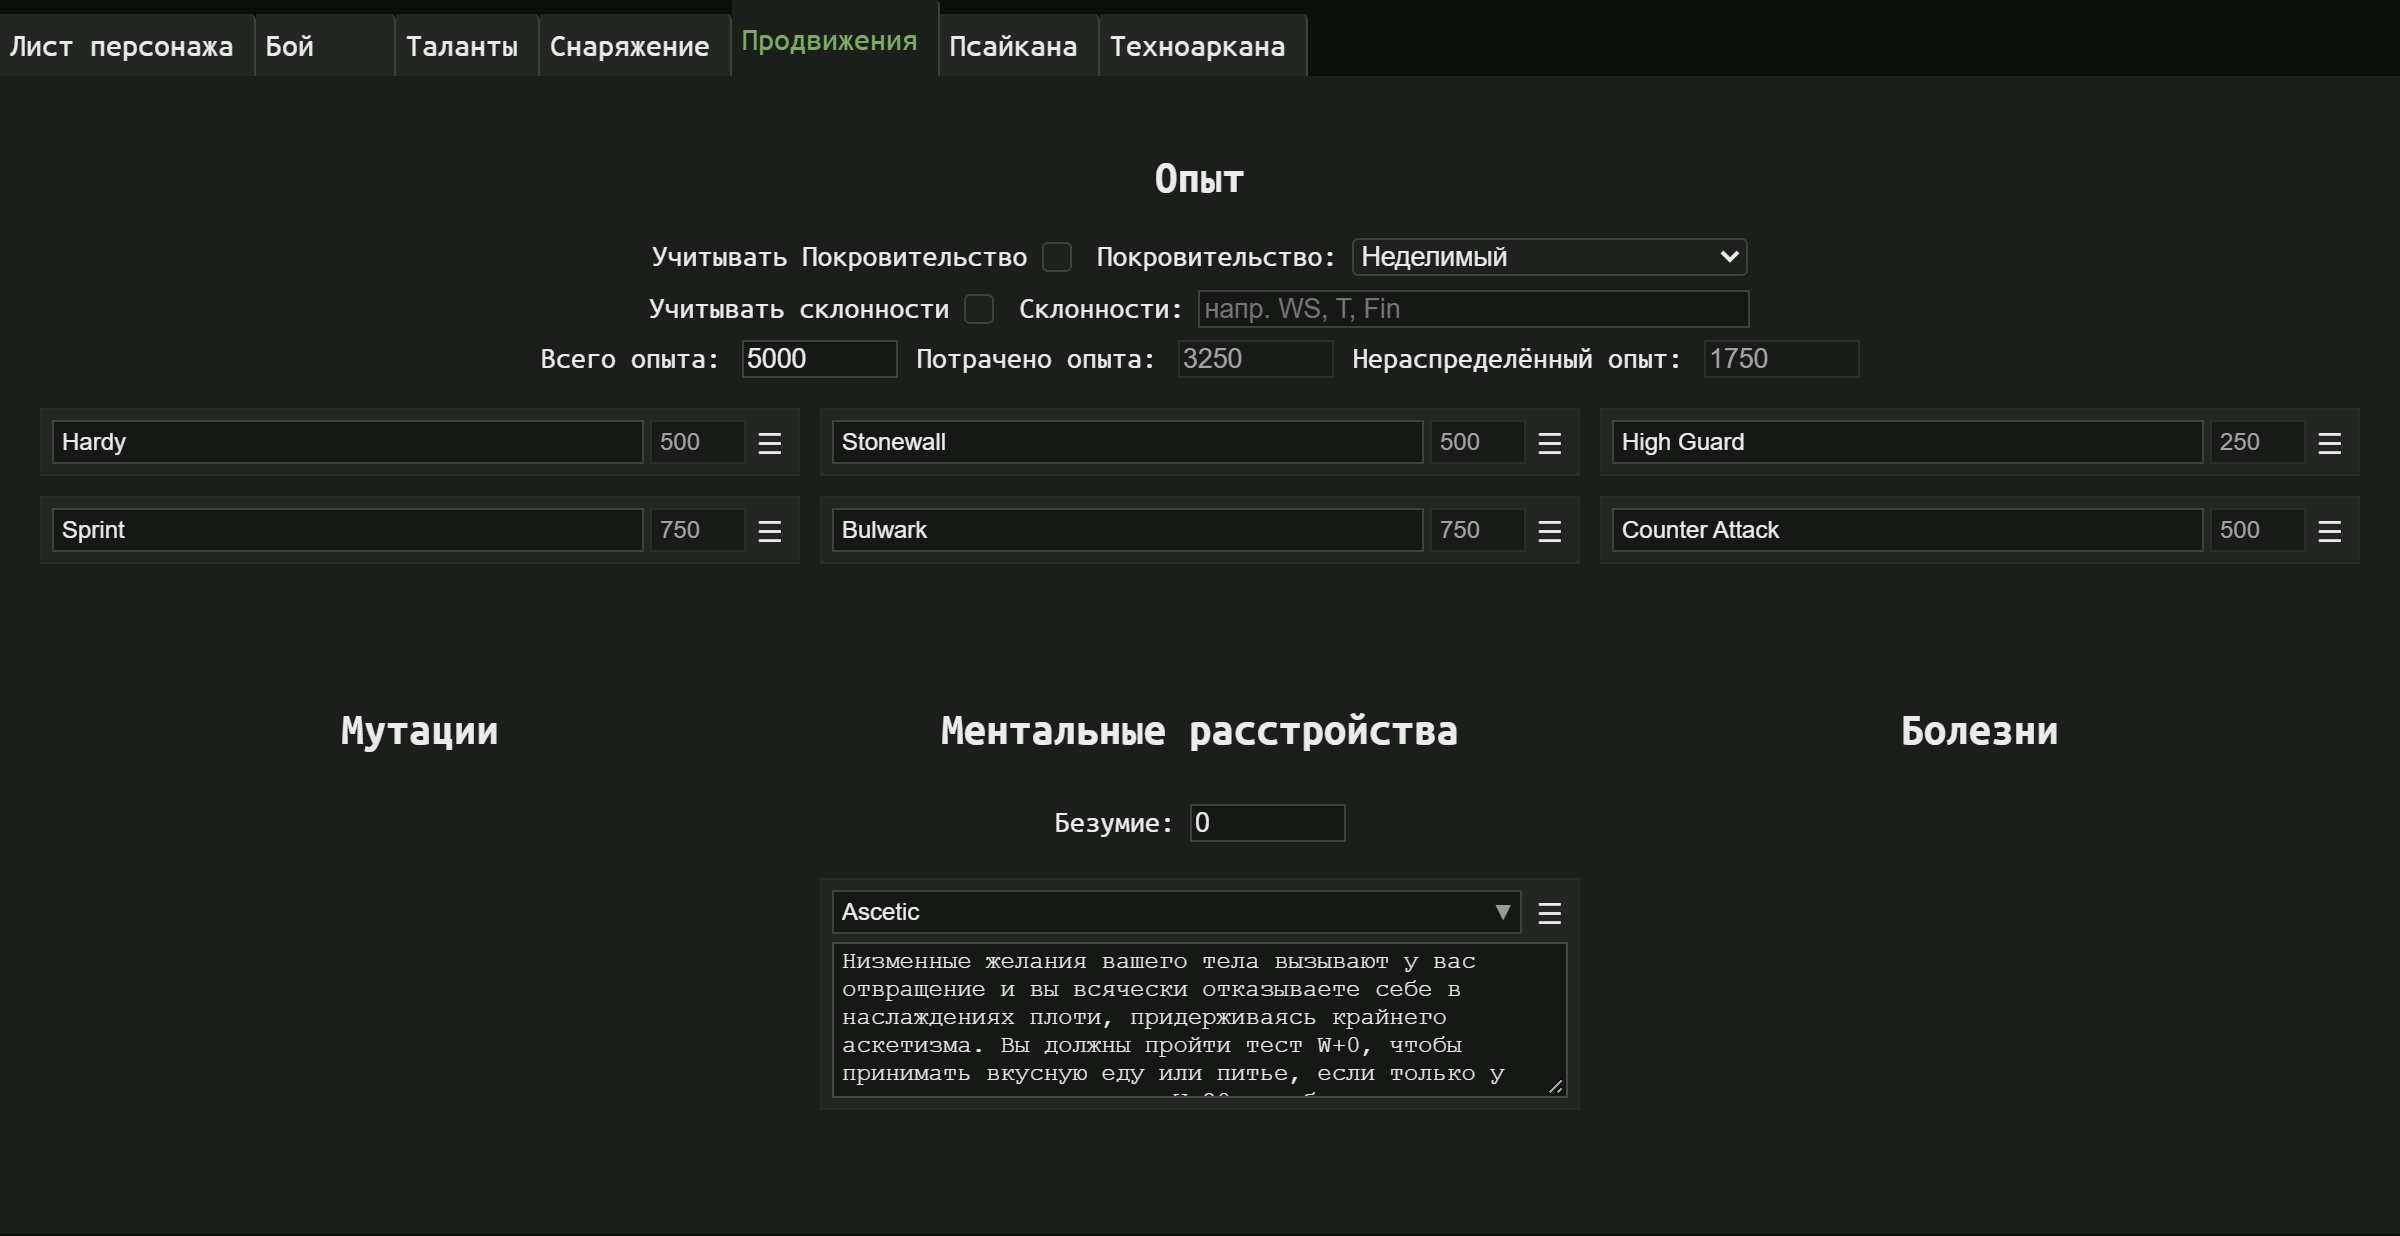 Лист персонажа Бой Таланты Снаряжение Продвижения Псайкана Техноаркана
Опыт
Учитывать Покровительство Покровительство: Неделимый
Учитывать склонности Склонности: напр. WS, T, Fin
Всего опыта: 5000 Потрачено опыта: 3250 Нераспределённый опыт: 1750
Hardy 500 Stonewall 500 High Guard 250
Sprint 750 Bulwark 750 Counter Attack 500
Мутации Ментальные расстройства Болезни
Безумие: 0
Ascetic
Низменные желания вашего тела вызывают у вас
отвращение и вы всячески отказываете себе в
наслаждениях плоти, придерживаясь крайнего
аскетизма. Вы должны пройти тест W+0, чтобы
принимать вкусную еду или питье, если только у